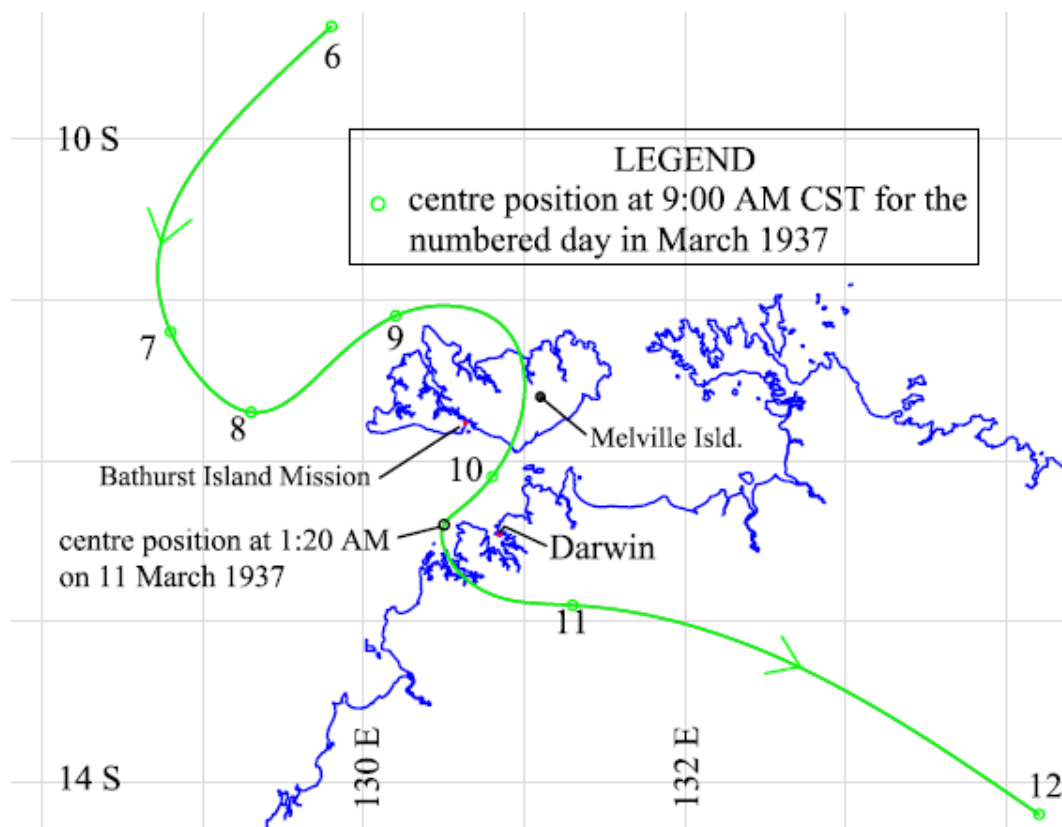 6
10 S
LEGEND
centre position at 9:00 AM CST for the
numbered day in March 1937
7
9
8
Melville Isld.
Bathurst Island Mission
10
centre position at 1:20 AM
on 11 March 1937
Darwin
11
130 E
132 E
14 S
12